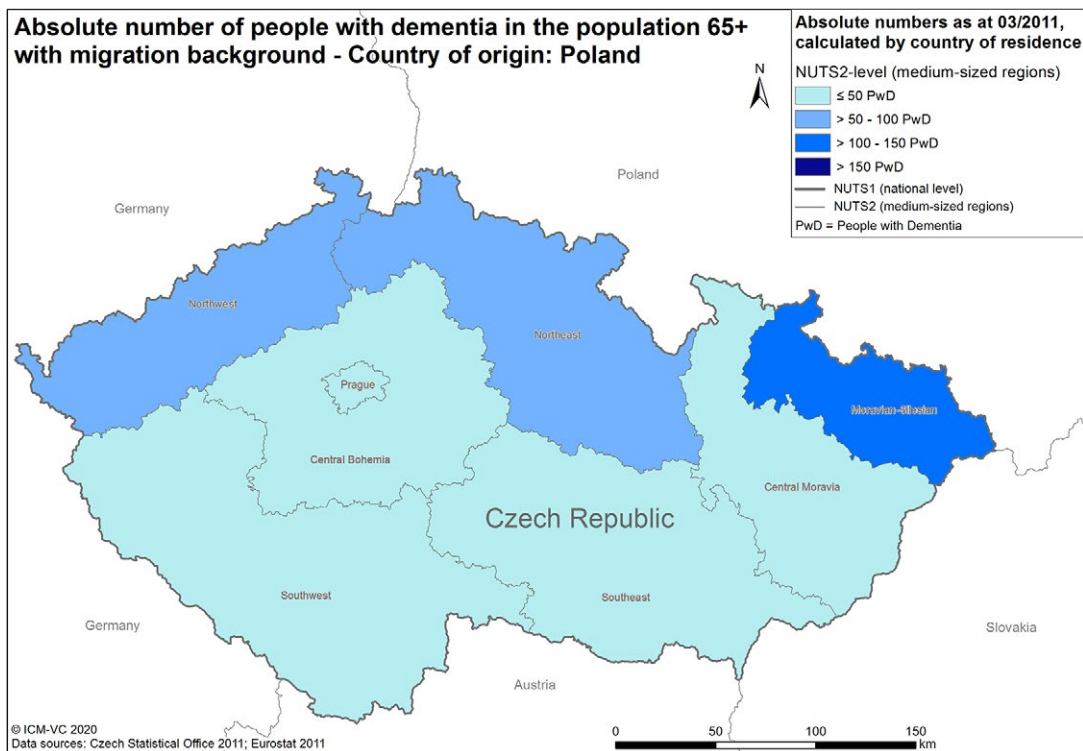 Absolute number of people with dementia in the population 65+
with migration background - Country of origin: Poland
Absolute numbers as at 03/2011,
calculated by country of residence
NUTS2-level (medium-sized regions)
≤ 50 PwD
> 50 - 100 PwD
> 100 - 150 PwD
> 150 PwD
NUTS1 (national level)
NUTS2 (medium-sized regions)
PwD = People with Dementia
N
Poland
Germany
Northwest
Northeast
Prague
Moravian-Silesian
Central Bohemia
Central Moravia
Czech Republic
Southwest
Southeast
Germany
Slovakia
Austria
© ICM-VC 2020
Data sources: Czech Statistical Office 2011; Eurostat 2011
0 50 100 150
km